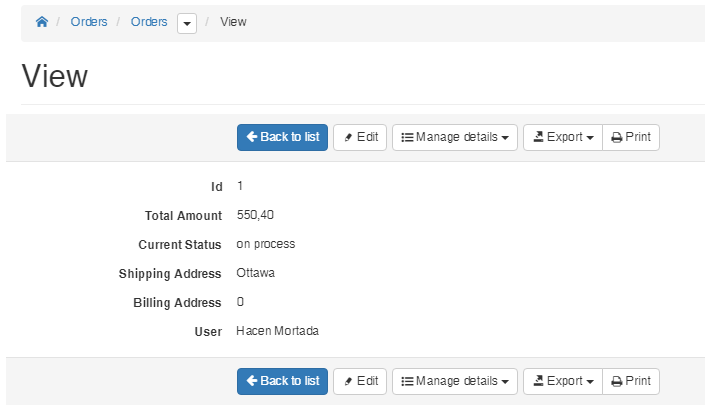 / Orders / Orders / View
View
Back to list Edit Manage details Export Print
Id 1
Total Amount 550,40
Current Status on process
Shipping Address Ottawa
Billing Address 0
User Hacen Mortada
Back to list Edit Manage details Export Print